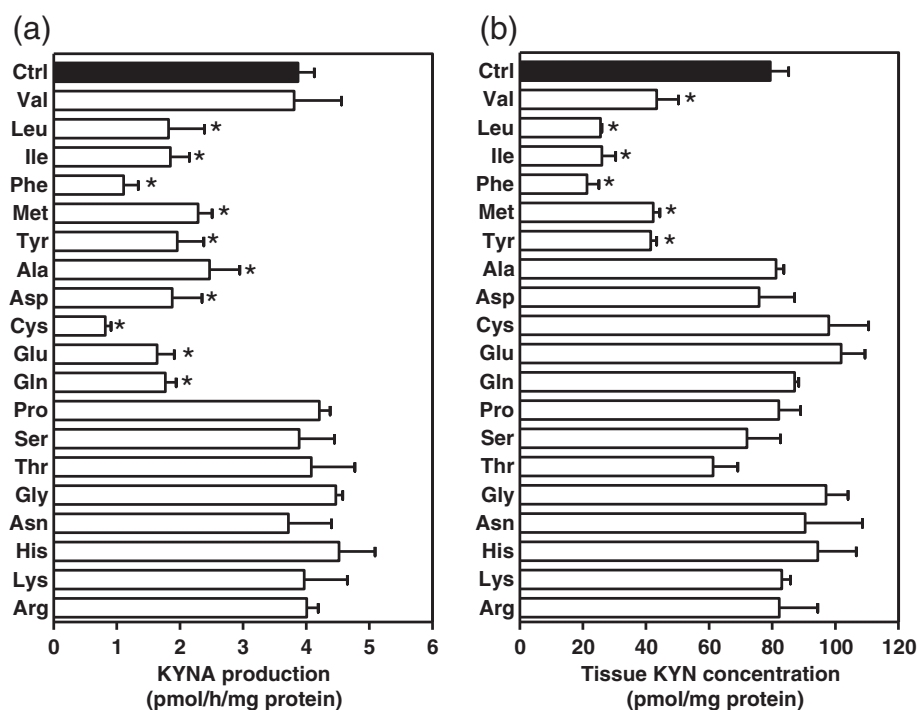 (a)
Ctrl
Val
*
Leu
*
Ile
*
Phe
*
Met
*
Tyr
*
Ala
*
Asp
*
Cys
*
Glu
*
Gln
Pro
Ser
Thr
Gly
Asn
His
Lys
Arg
0 1 2 3 4 5 6
KYNA production
(pmol/h/mg protein)
(b)
Ctrl
Val
*
Leu
*
Ile
*
Phe
*
Met
*
Tyr
*
Ala
Asp
Cys
Glu
Gln
Pro
Ser
Thr
Gly
Asn
His
Lys
Arg
0 20 40 60 80 100 120
Tissue KYN concentration
(pmol/mg protein)